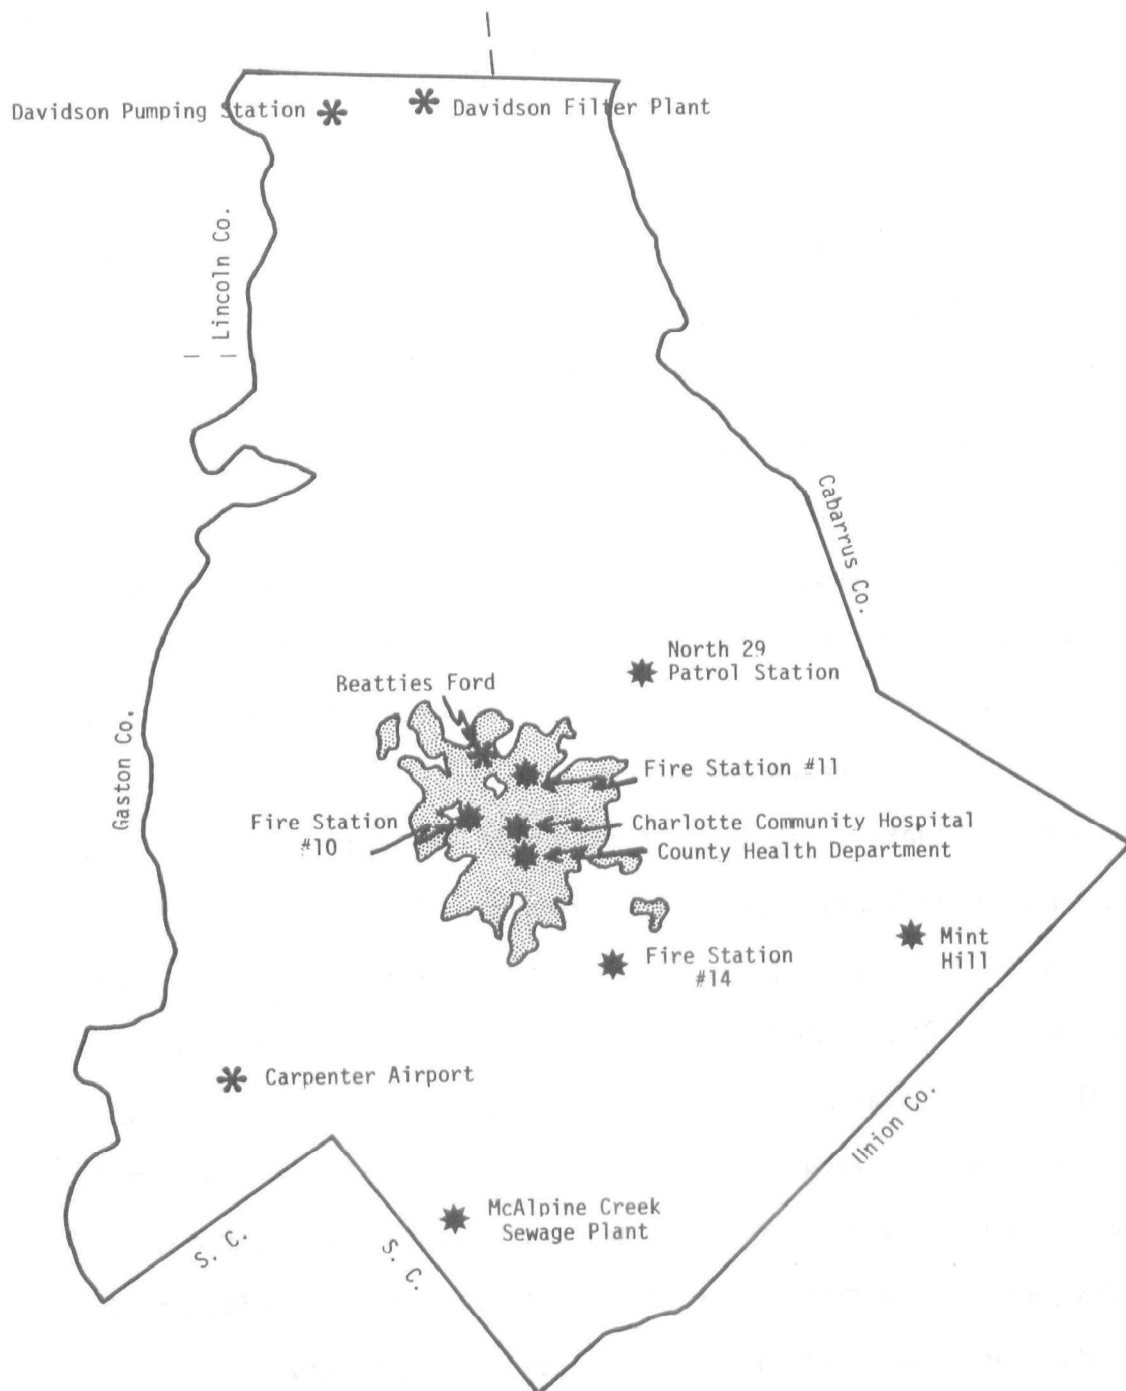 Davidson Pumping Station
Davidson Filter Plant
Lincoln Co.
Cabarrus Co.
North 29
Patrol Station
Beatties Ford
Gaston Co.
Fire Station #11
Fire Station
#10
Charlotte Community Hospital
County Health Department
Mint
Hill
Fire Station
#14
Carpenter Airport
Union Co.
McAlpine Creek
Sewage Plant
S. C.
S. C.